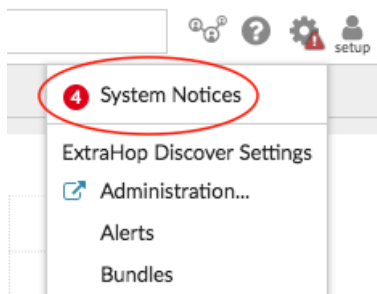 setup
4 System Notices
ExtraHop Discover Settings
Administration...
Alerts
Bundles